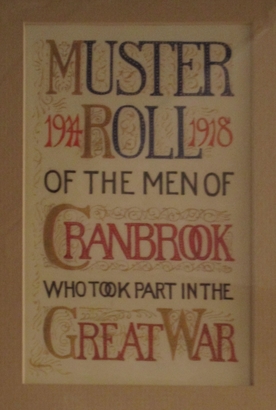 MUSTER
1914 ROLL 1918
OF THE MEN OF
CRANBROOK
WHO TOOK PART IN THE
GREAT WAR